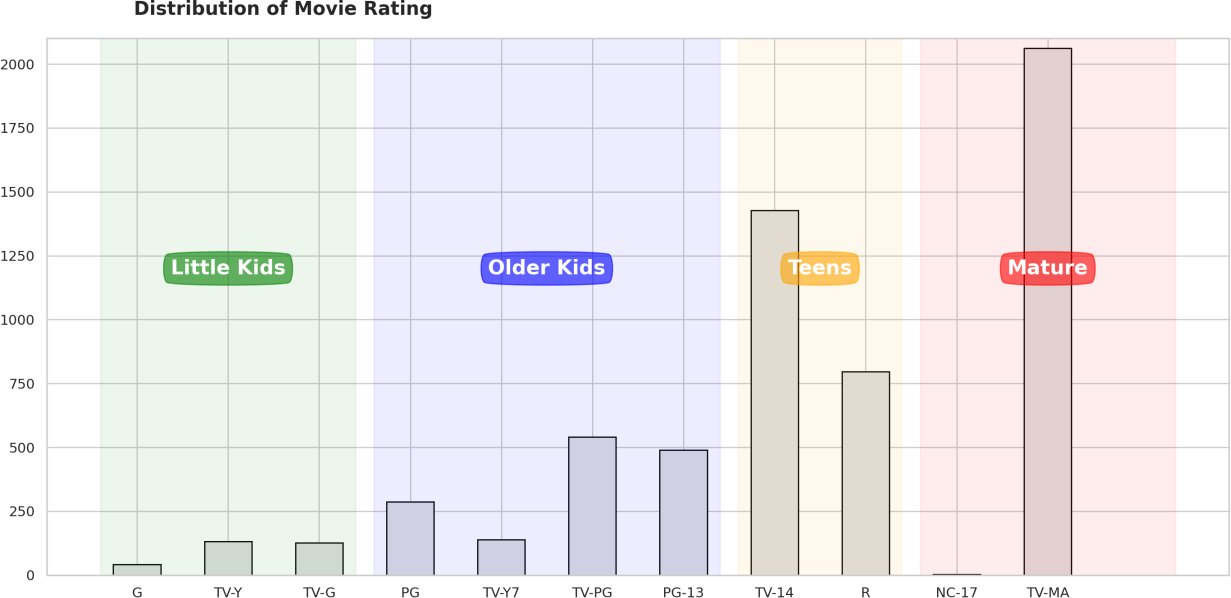 Distribution of Movie Rating
2000
1750
1500
1250
1000
750
500
250
0
Little Kids
Older Kids
Teens
Mature
G TV-Y TV-G PG TV-Y7 TV-PG PG-13 TV-14 R NC-17 TV-MA